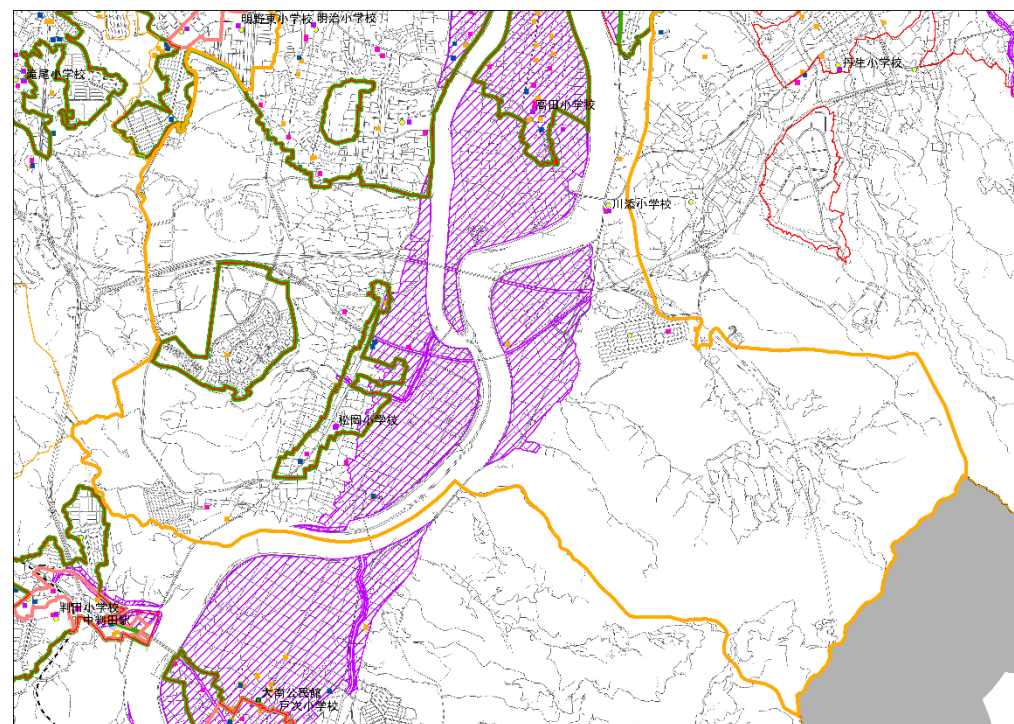 明野東小学校
明治小学校
滝尾小学校
丹生小学校
高田小学校
川添小学校
松岡小学校
判田小学校
中判田駅
大南公民館
戸次小学校